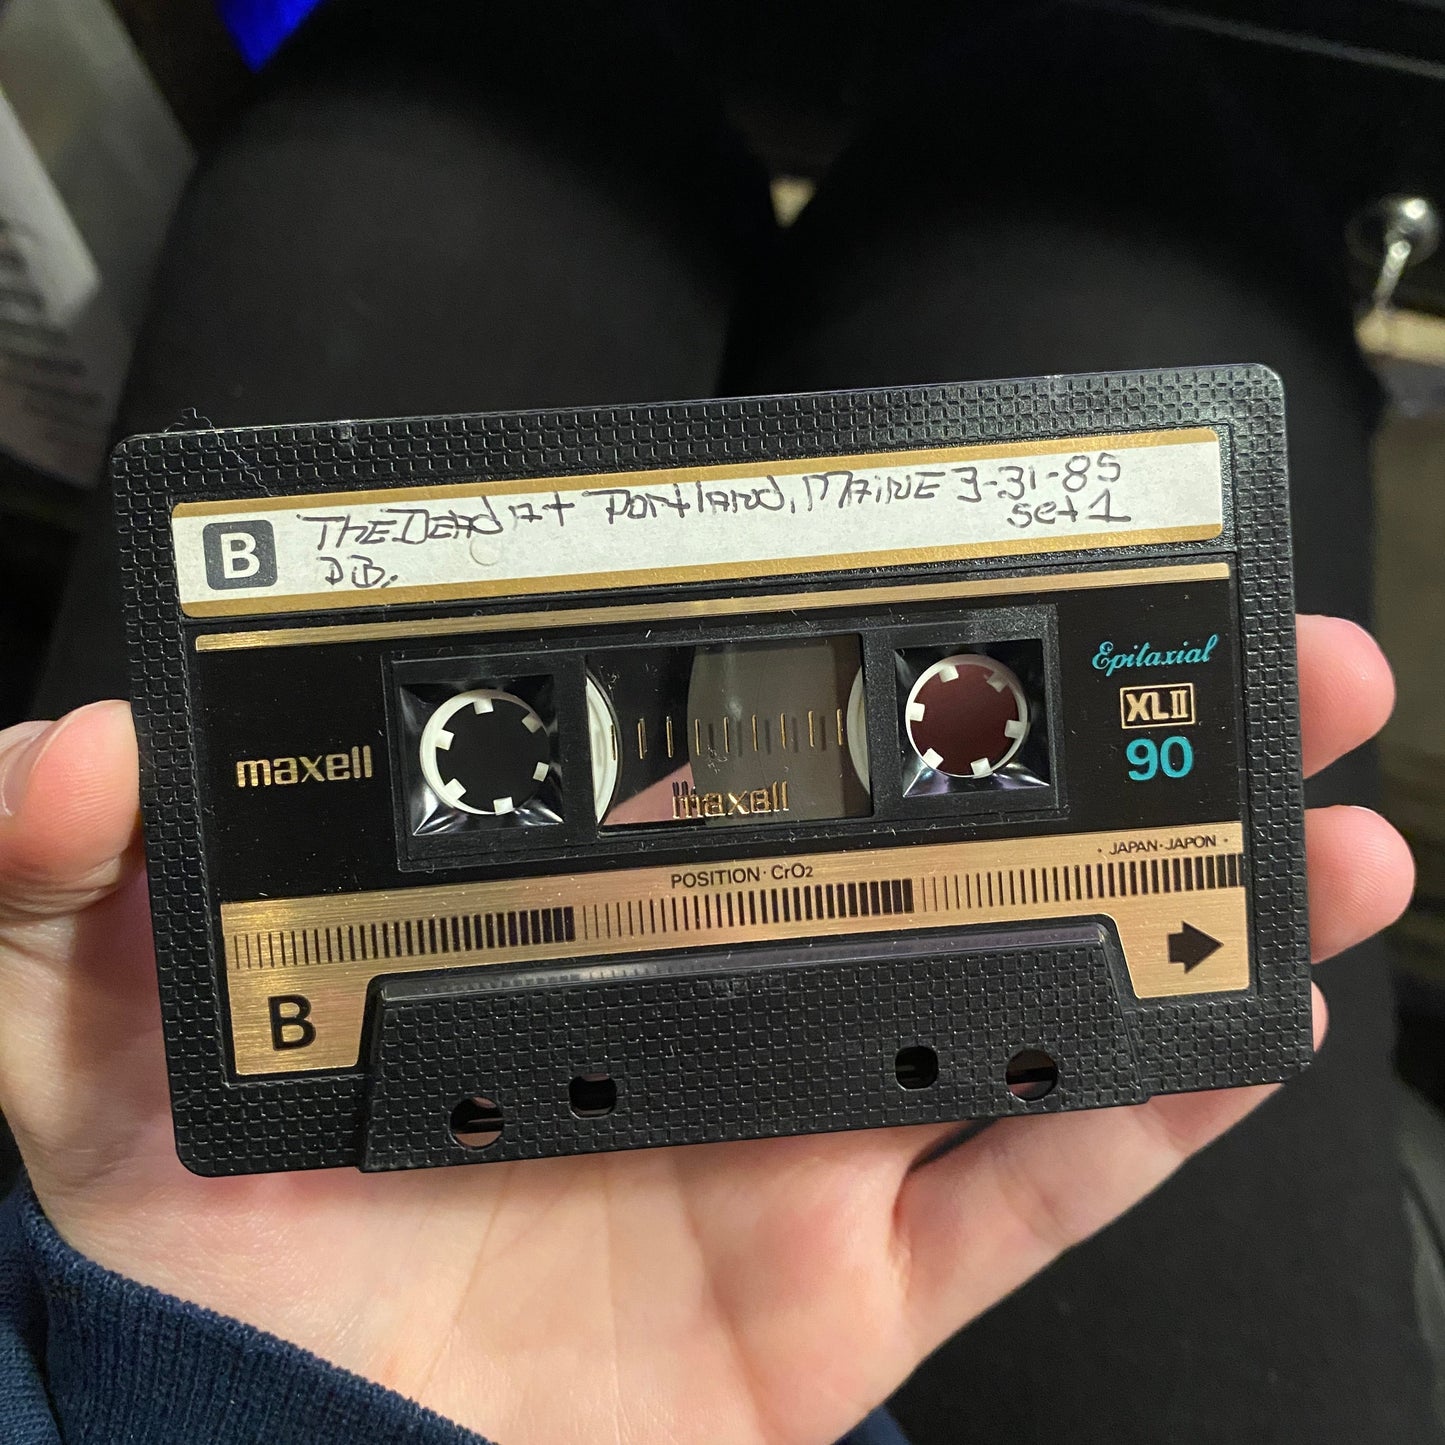 B
The Dead at Portland, Maine 3-31-85
set 1
DB.
Epitaxial
XLII
90
maxell
maxell
POSITION · CrO2
· JAPAN · JAPON ·
B